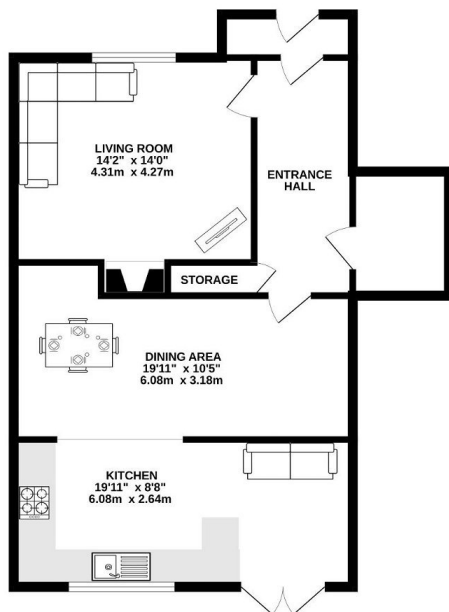 LIVING ROOM
14'2" x 14'0"
4.31m x 4.27m
ENTRANCE
HALL
STORAGE
DINING AREA
19'11" x 10'5"
6.08m x 3.18m
KITCHEN
19'11" x 8'8"
6.08m x 2.64m